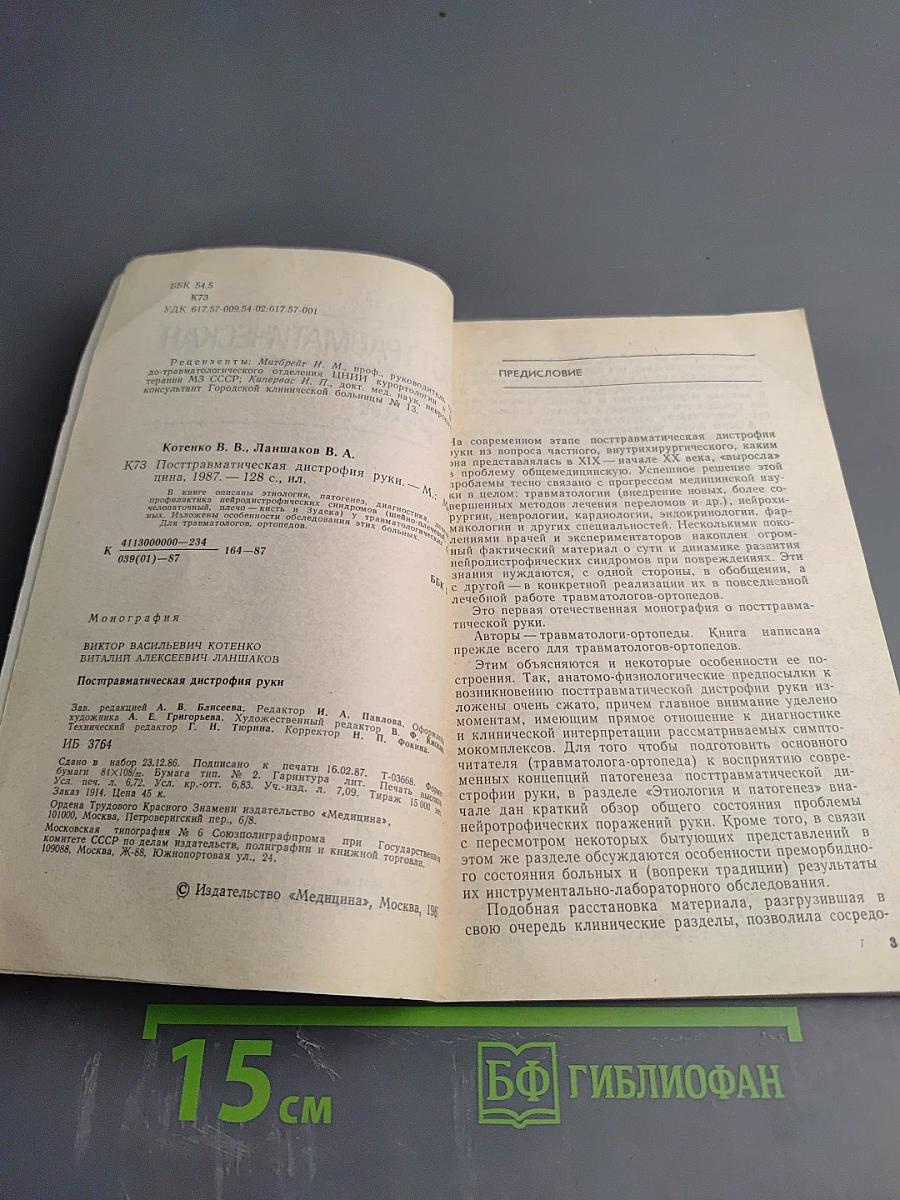 ББК 54.5
К73
УДК 617.57-009.54-02:617.57-001
Рецензенты: Митбрейт И. М., проф., руководитель
до-травматологического отделения ЦНИИ курортологии и
терапии МЗ СССР; Кипервас И. П., докт. мед. наук,
консультант Городской клинической больницы № 13.
Котенко В. В., Ланшаков В. А.
К73 Посттравматическая дистрофия руки. — М.:
цина, 1987. — 128 с., ил.
В книге описаны этиология, патогенез, диагностика,
профилактика нейродистрофических синдромов (шейно-плечевой,
челопаточный, плечо — кисть и Зудека) у травматологических
ных. Изложены особенности обследования этих больных.
Для травматологов, ортопедов.
К 4113000000—234 164—87
039(01)—87
ББК
Монография
ВИКТОР ВАСИЛЬЕВИЧ КОТЕНКО
ВИТАЛИЙ АЛЕКСЕЕВИЧ ЛАНШАКОВ
Посттравматическая дистрофия руки
Зав. редакцией А. В. Блисеева. Редактор И. А. Павлова.
художника А. Е. Григорьева. Художественный редактор В. Ф.
Технический редактор Г. Н. Тюрина. Корректор Н. П. Фокина.
ИБ 3764
Сдано в набор 23.12.86. Подписано к печати 16.02.87. Т-03668.
бумаги 84×108/32. Бумага тип. № 2. Гарнитура лит. Печать
Усл. печ. л. 6,72. Усл. кр.-отт. 6,83. Уч.-изд. л. 7,09. Тираж 15 000 экз.
Заказ 1914. Цена 45 к.
Ордена Трудового Красного Знамени издательство «Медицина»,
101000, Москва, Петроверигский пер., 6/8.
Московская типография № 6 Союзполиграфпрома при Государственном
комитете СССР по делам издательств, полиграфии и книжной торговли.
109088, Москва, Ж-88, Южнопортовая ул., 24.
© Издательство «Медицина», Москва,
ПРЕДИСЛОВИЕ
На современном этапе посттравматическая дистрофия
руки из вопроса частного, внутрихирургического, каким
она представлялась в XIX — начале XX века, «выросла»
в проблему общемедицинскую. Успешное решение этой
проблемы тесно связано с прогрессом медицинской нау-
ки в целом: травматологии (внедрение новых, более со-
вершенных методов лечения переломов и др.), нейрохи-
рургии, неврологии, кардиологии, эндокринологии, фар-
макологии и других специальностей. Несколькими поко-
лениями врачей и экспериментаторов накоплен огром-
ный фактический материал о сути и динамике развития
нейродистрофических синдромов при повреждениях. Эти
знания нуждаются, с одной стороны, в обобщении, а
с другой — в конкретной реализации их в повседневной
лечебной работе травматологов-ортопедов.
Это первая отечественная монография о посттравма-
тической руки.
Авторы — травматологи-ортопеды. Книга написана
прежде всего для травматологов-ортопедов.
Этим объясняются и некоторые особенности ее по-
строения. Так, анатомо-физиологические предпосылки к
возникновению посттравматической дистрофии руки из-
ложены очень сжато, причем главное внимание уделено
моментам, имеющим прямое отношение к диагностике
и клинической интерпретации рассматриваемых симпто-
мокомплексов. Для того чтобы подготовить основного
читателя (травматолога-ортопеда) к восприятию совре-
менных концепций патогенеза посттравматической ди-
строфии руки, в разделе «Этиология и патогенез» вна-
чале дан краткий обзор общего состояния проблемы
нейротрофических поражений руки. Кроме того, в связи
с пересмотром некоторых бытующих представлений в
этом же разделе обсуждаются особенности преморбидно-
го состояния больных и (вопреки традиции) результаты
их инструментально-лабораторного обследования.
Подобная расстановка материала, разгрузившая в
свою очередь клинические разделы, позволила сосредо-
3
15 см
БФ ГИБЛИОФАН